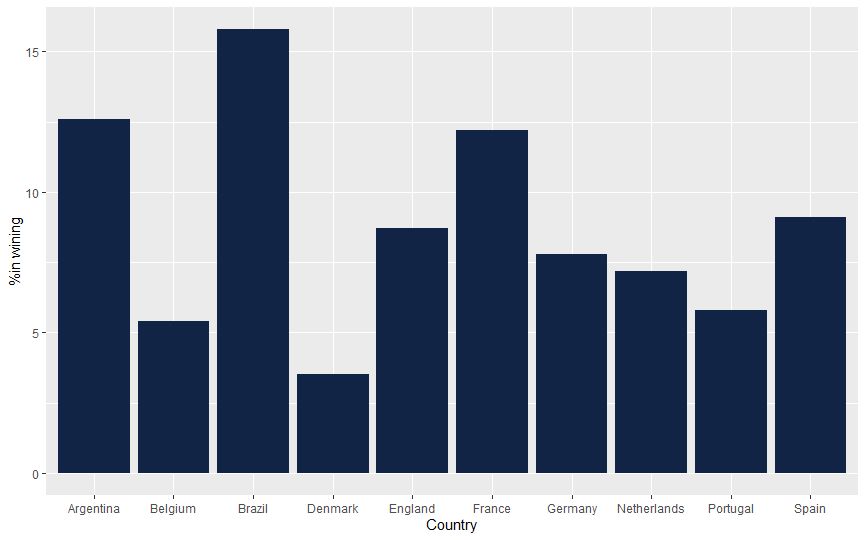 15
10
5
0
%in wining
Argentina Belgium Brazil Denmark England France Germany Netherlands Portugal Spain
Country